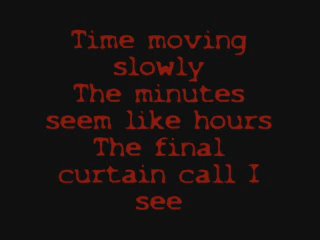 Time moving
slowly
The minutes
seem like hours
The final
curtain call I
see